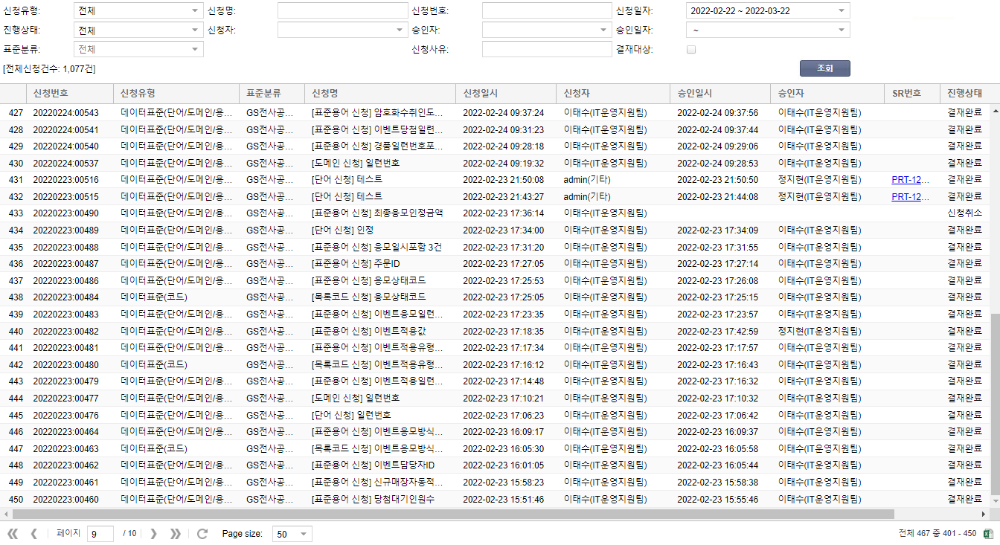 신청유형: 전체 신청명: 신청번호: 신청일자: 2022-02-22 ~ 2022-03-22
진행상태: 전체 신청자: 승인자: 승인일자: ~
표준분류: 전체 신청사유: 결재대상:
[전체신청건수: 1,077건] 조회
신청번호 신청유형 표준분류 신청명 신청일시 신청자 승인일시 승인자 SR번호 진행상태
427 20220224:00543 데이터표준(단어/도메인/용... GS전사공... [표준용어 신청] 암호화수취인도... 2022-02-24 09:37:24 이태수(IT운영지원팀) 2022-02-24 09:37:56 이태수(IT운영지원팀) 결재완료
428 20220224:00541 데이터표준(단어/도메인/용... GS전사공... [표준용어 신청] 이벤트당첨일련... 2022-02-24 09:31:23 이태수(IT운영지원팀) 2022-02-24 09:37:44 이태수(IT운영지원팀) 결재완료
429 20220224:00540 데이터표준(단어/도메인/용... GS전사공... [표준용어 신청] 경품일련번호포... 2022-02-24 09:28:18 이태수(IT운영지원팀) 2022-02-24 09:29:06 이태수(IT운영지원팀) 결재완료
430 20220224:00537 데이터표준(단어/도메인/용... GS전사공... [도메인 신청] 일련번호 2022-02-24 09:19:32 이태수(IT운영지원팀) 2022-02-24 09:28:53 이태수(IT운영지원팀) 결재완료
431 20220223:00516 데이터표준(단어/도메인/용... GS전사공... [단어 신청] 테스트 2022-02-23 21:50:08 admin(기타) 2022-02-23 21:50:50 정지현(IT운영지원팀) PRT-12... 결재완료
432 20220223:00515 데이터표준(단어/도메인/용... GS전사공... [단어 신청] 테스트 2022-02-23 21:43:27 admin(기타) 2022-02-23 21:44:08 정지현(IT운영지원팀) PRT-12... 결재완료
433 20220223:00490 데이터표준(단어/도메인/용... GS전사공... [표준용어 신청] 최종응모인정금액 2022-02-23 17:36:14 이태수(IT운영지원팀) 신청취소
434 20220223:00489 데이터표준(단어/도메인/용... GS전사공... [단어 신청] 인정 2022-02-23 17:34:00 이태수(IT운영지원팀) 2022-02-23 17:34:09 이태수(IT운영지원팀) 결재완료
435 20220223:00488 데이터표준(단어/도메인/용... GS전사공... [표준용어 신청] 응모일시포함 3건 2022-02-23 17:31:20 이태수(IT운영지원팀) 2022-02-23 17:31:55 이태수(IT운영지원팀) 결재완료
436 20220223:00487 데이터표준(단어/도메인/용... GS전사공... [표준용어 신청] 주문ID 2022-02-23 17:27:05 이태수(IT운영지원팀) 2022-02-23 17:27:14 이태수(IT운영지원팀) 결재완료
437 20220223:00486 데이터표준(단어/도메인/용... GS전사공... [표준용어 신청] 응모상태코드 2022-02-23 17:25:53 이태수(IT운영지원팀) 2022-02-23 17:26:08 이태수(IT운영지원팀) 결재완료
438 20220223:00484 데이터표준(코드) GS전사공... [목록코드 신청] 응모상태코드 2022-02-23 17:25:05 이태수(IT운영지원팀) 2022-02-23 17:25:15 이태수(IT운영지원팀) 결재완료
439 20220223:00483 데이터표준(단어/도메인/용... GS전사공... [표준용어 신청] 이벤트응모일련... 2022-02-23 17:23:35 이태수(IT운영지원팀) 2022-02-23 17:23:57 이태수(IT운영지원팀) 결재완료
440 20220223:00482 데이터표준(단어/도메인/용... GS전사공... [표준용어 신청] 이벤트적용값 2022-02-23 17:18:35 이태수(IT운영지원팀) 2022-02-23 17:42:59 정지현(IT운영지원팀) 결재완료
441 20220223:00481 데이터표준(단어/도메인/용... GS전사공... [표준용어 신청] 이벤트적용유형... 2022-02-23 17:17:34 이태수(IT운영지원팀) 2022-02-23 17:17:57 이태수(IT운영지원팀) 결재완료
442 20220223:00480 데이터표준(코드) GS전사공... [목록코드 신청] 이벤트적용유형... 2022-02-23 17:16:12 이태수(IT운영지원팀) 2022-02-23 17:16:43 이태수(IT운영지원팀) 결재완료
443 20220223:00479 데이터표준(단어/도메인/용... GS전사공... [표준용어 신청] 이벤트적용일련... 2022-02-23 17:14:48 이태수(IT운영지원팀) 2022-02-23 17:16:32 이태수(IT운영지원팀) 결재완료
444 20220223:00477 데이터표준(단어/도메인/용... GS전사공... [도메인 신청] 일련번호 2022-02-23 17:10:21 이태수(IT운영지원팀) 2022-02-23 17:10:32 이태수(IT운영지원팀) 결재완료
445 20220223:00476 데이터표준(단어/도메인/용... GS전사공... [단어 신청] 일련번호 2022-02-23 17:06:23 이태수(IT운영지원팀) 2022-02-23 17:06:42 이태수(IT운영지원팀) 결재완료
446 20220223:00464 데이터표준(단어/도메인/용... GS전사공... [표준용어 신청] 이벤트응모방식... 2022-02-23 16:09:17 이태수(IT운영지원팀) 2022-02-23 16:09:37 이태수(IT운영지원팀) 결재완료
447 20220223:00463 데이터표준(코드) GS전사공... [목록코드 신청] 이벤트응모방식... 2022-02-23 16:05:30 이태수(IT운영지원팀) 2022-02-23 16:05:58 이태수(IT운영지원팀) 결재완료
448 20220223:00462 데이터표준(단어/도메인/용... GS전사공... [표준용어 신청] 이벤트담당자ID 2022-02-23 16:01:05 이태수(IT운영지원팀) 2022-02-23 16:05:44 이태수(IT운영지원팀) 결재완료
449 20220223:00461 데이터표준(단어/도메인/용... GS전사공... [표준용어 신청] 신규매장자동적... 2022-02-23 15:58:23 이태수(IT운영지원팀) 2022-02-23 15:58:38 이태수(IT운영지원팀) 결재완료
450 20220223:00460 데이터표준(단어/도메인/용... GS전사공... [표준용어 신청] 당첨대기인원수 2022-02-23 15:51:46 이태수(IT운영지원팀) 2022-02-23 15:55:46 이태수(IT운영지원팀) 결재완료
페이지 9 / 10 Page size: 50 전체 467 중 401 - 450